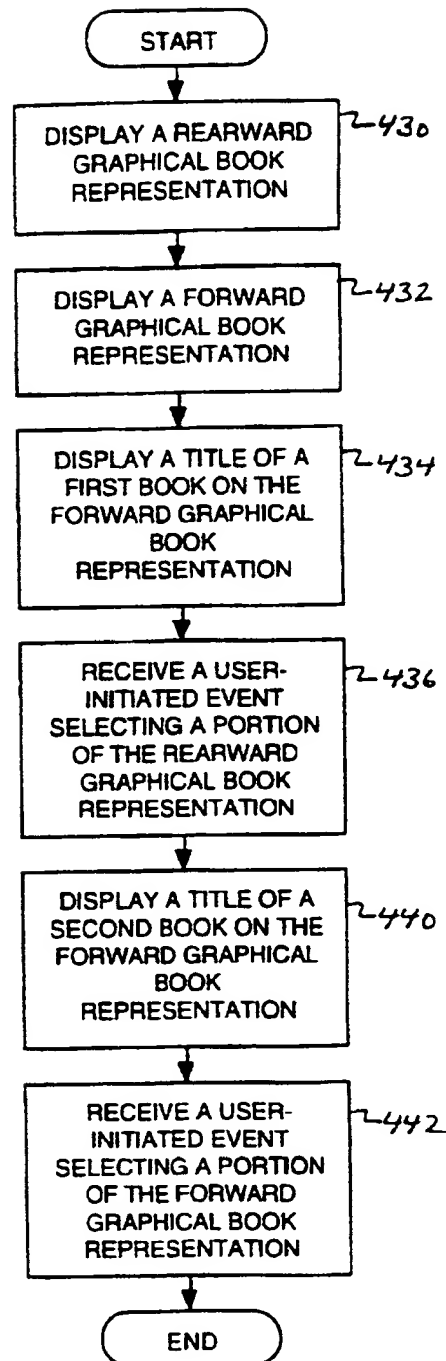 START
DISPLAY A REARWARD
430
GRAPHICAL BOOK
REPRESENTATION
DISPLAY A FORWARD
432
GRAPHICAL BOOK
REPRESENTATION
DISPLAY A TITLE OF A
434
FIRST BOOK ON THE
FORWARD GRAPHICAL
BOOK
REPRESENTATION
RECEIVE A USER-
436
INITIATED EVENT
SELECTING A PORTION
OF THE REARWARD
GRAPHICAL BOOK
REPRESENTATION
DISPLAY A TITLE OF A
440
SECOND BOOK ON THE
FORWARD GRAPHICAL
BOOK
REPRESENTATION
RECEIVE A USER-
442
INITIATED EVENT
SELECTING A PORTION
OF THE FORWARD
GRAPHICAL BOOK
REPRESENTATION
END